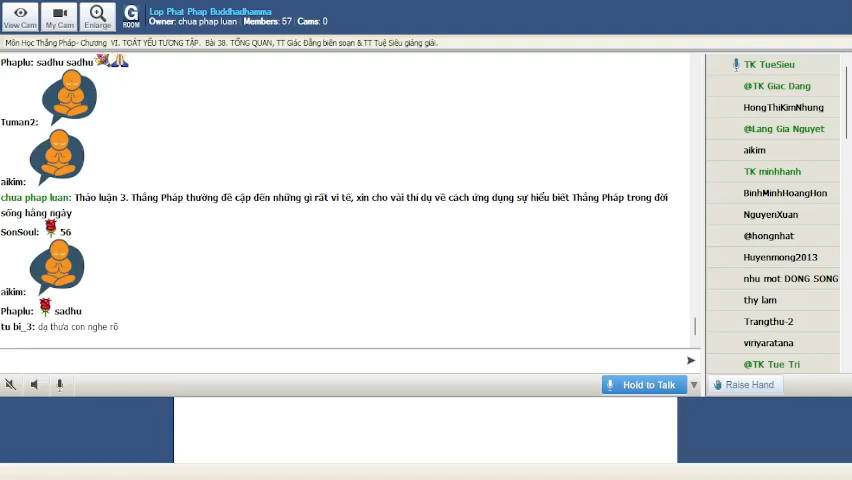 View Cam
My Cam
Enlarge
G
ROOM
Lop Phat Phap Buddhadhamma
Owner: chua phap luan | Members: 57 | Cams: 0
Môn Học Thắng Pháp- Chương  VI. TOÁT YẾU TƯƠNG TẬP.  Bài 38. TỔNG QUAN, TT Giác Đẳng biên soạn & TT Tuệ Siêu giảng giải.
Phaplu: sadhu sadhu
Tuman2:
aikim:
chua phap luan: Thảo luận 3. Thắng Pháp thường đề cập đến những gì rất vi tế, xin cho vài thí dụ về cách ứng dụng sự hiểu biết Thắng Pháp trong đời
sống hằng ngày
SonSoul: 56
aikim:
Phaplu: sadhu
tu bi_3: dạ thưa con nghe rõ
Hold to Talk
TK TueSieu
@TK Giac Dang
HongThiKimNhung
@Lang Gia Nguyet
aikim
TK minhhanh
BinhMinhHoangHon
NguyenXuan
@hongnhat
Huyenmong2013
nhu mot DONG SONG
thy lam
Trangthu-2
viriyaratana
@TK Tue Tri
Raise Hand